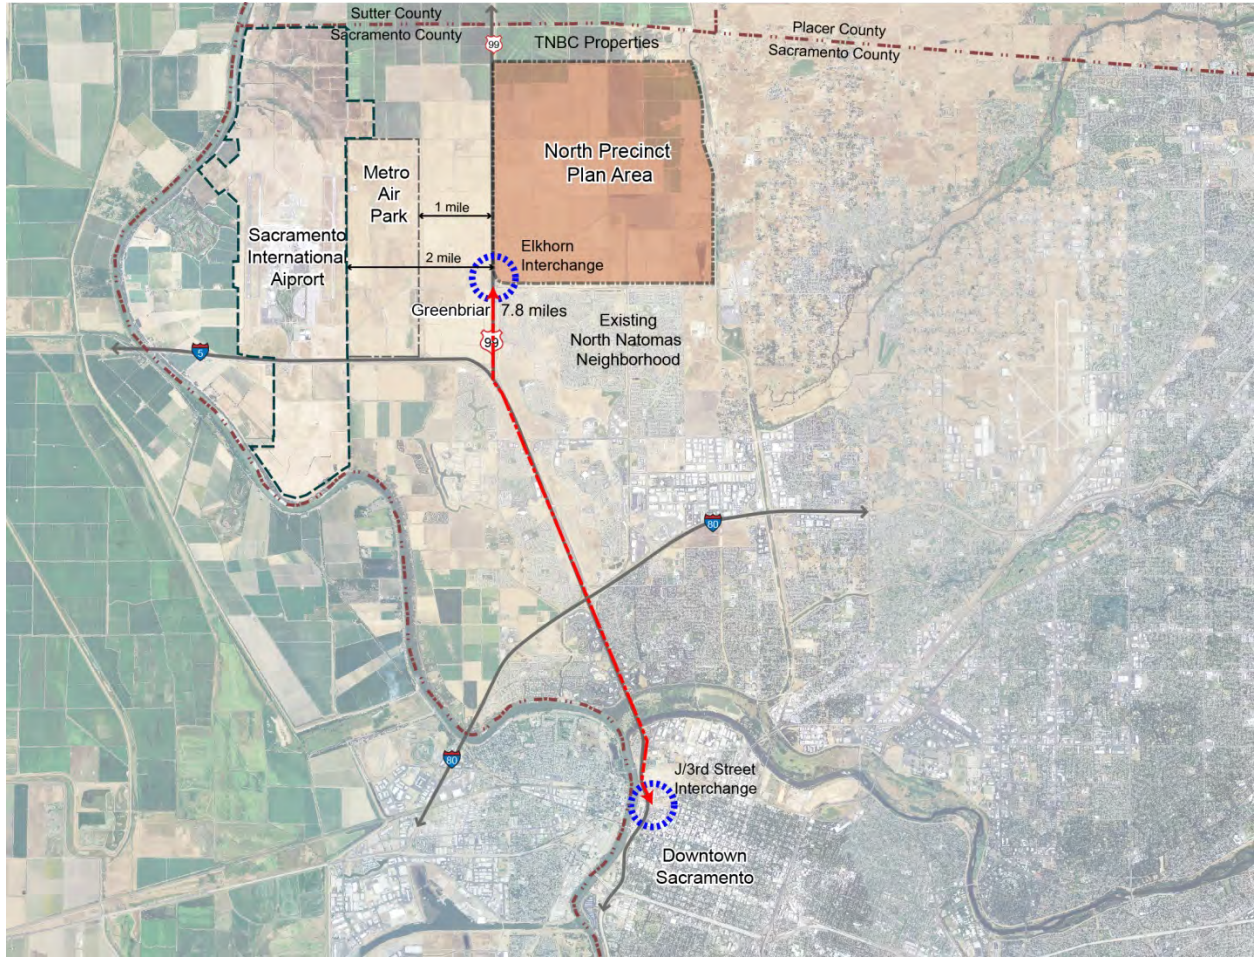 Sutter County
Sacramento County
Placer County
Sacramento County
99
TNBC Properties
North Precinct
Plan Area
Metro
Air
Park
1 mile
Sacramento
International
Aiprort
2 mile
Elkhorn
Interchange
Greenbriar
7.8 miles
99
Existing
North Natomas
Neighborhood
5
80
80
J/3rd Street
Interchange
Downtown
Sacramento